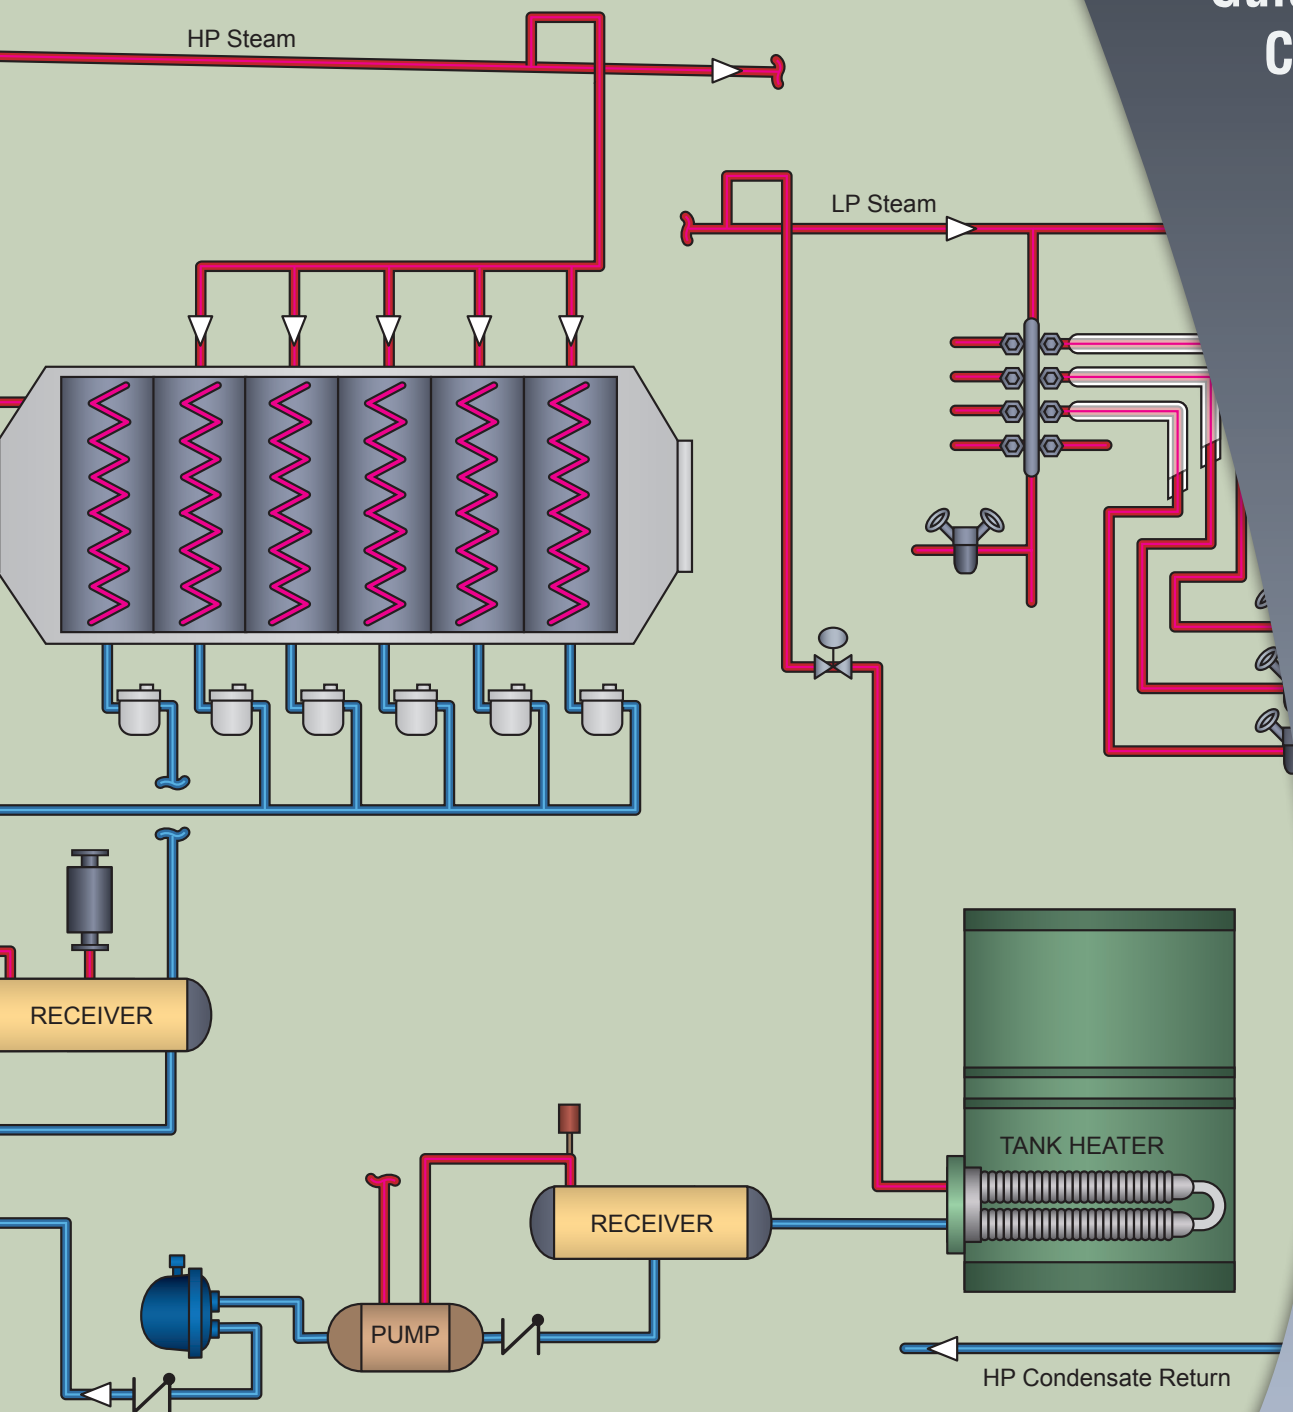 HP Steam
LP Steam
RECEIVER
TANK HEATER
RECEIVER
PUMP
HP Condensate Return